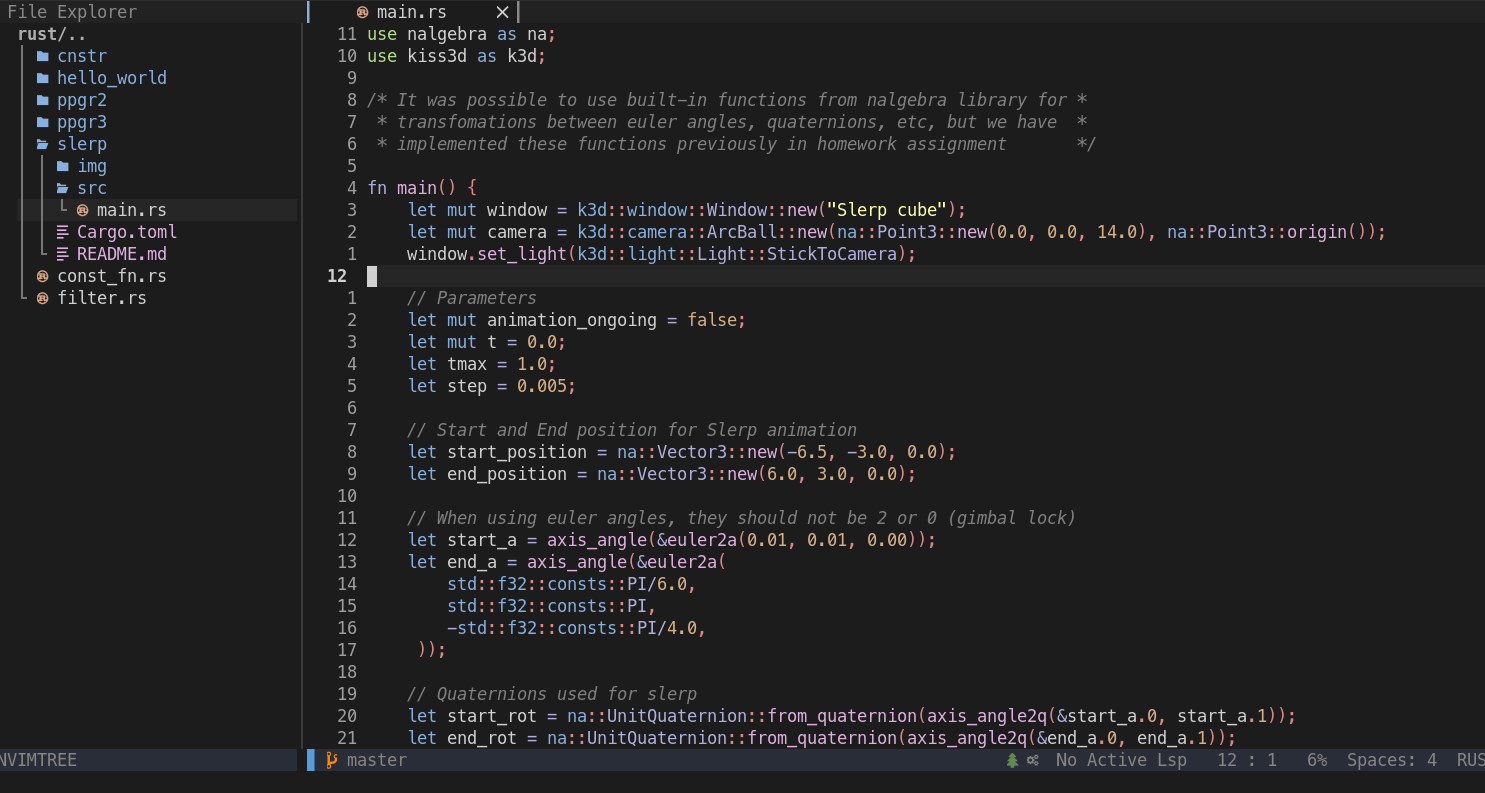 File Explorer
rust/..
cnstr
hello_world
ppgr2
ppgr3
slerp
img
src
main.rs
Cargo.toml
README.md
const_fn.rs
filter.rs
NVIMTREE
main.rs
11 use nalgebra as na;
10 use kiss3d as k3d;
9
8 /* It was possible to use built-in functions from nalgebra library for *
7  * transfomations between euler angles, quaternions, etc, but we have  *
6  * implemented these functions previously in homework assignment       */
5
4 fn main() {
3     let mut window = k3d::window::Window::new("Slerp cube");
2     let mut camera = k3d::camera::ArcBall::new(na::Point3::new(0.0, 0.0, 14.0), na::Point3::origin());
1     window.set_light(k3d::light::Light::StickToCamera);
12
1     // Parameters
2     let mut animation_ongoing = false;
3     let mut t = 0.0;
4     let tmax = 1.0;
5     let step = 0.005;
6
7     // Start and End position for Slerp animation
8     let start_position = na::Vector3::new(-6.5, -3.0, 0.0);
9     let end_position = na::Vector3::new(6.0, 3.0, 0.0);
10
11     // When using euler angles, they should not be 2 or 0 (gimbal lock)
12     let start_a = axis_angle(&euler2a(0.01, 0.01, 0.00));
13     let end_a = axis_angle(&euler2a(
14         std::f32::consts::PI/6.0,
15         std::f32::consts::PI,
16         -std::f32::consts::PI/4.0,
17      ));
18
19     // Quaternions used for slerp
20     let start_rot = na::UnitQuaternion::from_quaternion(axis_angle2q(&start_a.0, start_a.1));
21     let end_rot = na::UnitQuaternion::from_quaternion(axis_angle2q(&end_a.0, end_a.1));
master No Active Lsp 12 : 1 6% Spaces: 4 RUS